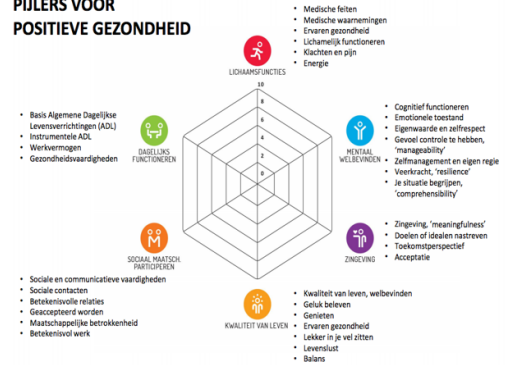 PIJLERS VOOR
POSITIEVE GEZONDHEID
• Medische feiten
• Medische waarnemingen
• Ervaren gezondheid
• Lichamelijk functioneren
• Klachten en pijn
• Energie
LICHAAMSFUNCTIES
10
8
6
4
2
0
• Cognitief functioneren
• Emotionele toestand
• Eigenwaarde en zelfrespect
• Gevoel controle te hebben,
'manageability'
• Zelfmanagement en eigen regie
• Veerkracht, 'resilience'
• Je situatie begrijpen,
'comprehensibility'
MENTAAL
WELBEVINDEN
• Zingeving, 'meaningfulness'
• Doelen of idealen nastreven
• Toekomstperspectief
• Acceptatie
ZINGEVING
• Kwaliteit van leven, welbevinden
• Geluk beleven
• Genieten
• Ervaren gezondheid
• Lekker in je vel zitten
• Levenslust
• Balans
KWALITEIT VAN LEVEN
SOCIAAL MAATSCH.
PARTICIPEREN
• Sociale en communicatieve vaardigheden
• Sociale contacten
• Betekenisvolle relaties
• Geaccepteerd worden
• Maatschappelijke betrokkenheid
• Betekenisvol werk
DAGELIJKS
FUNCTIONEREN
• Basis Algemene Dagelijkse
Levensverrichtingen (ADL)
• Instrumentele ADL
• Werkvermogen
• Gezondheidsvaardigheden